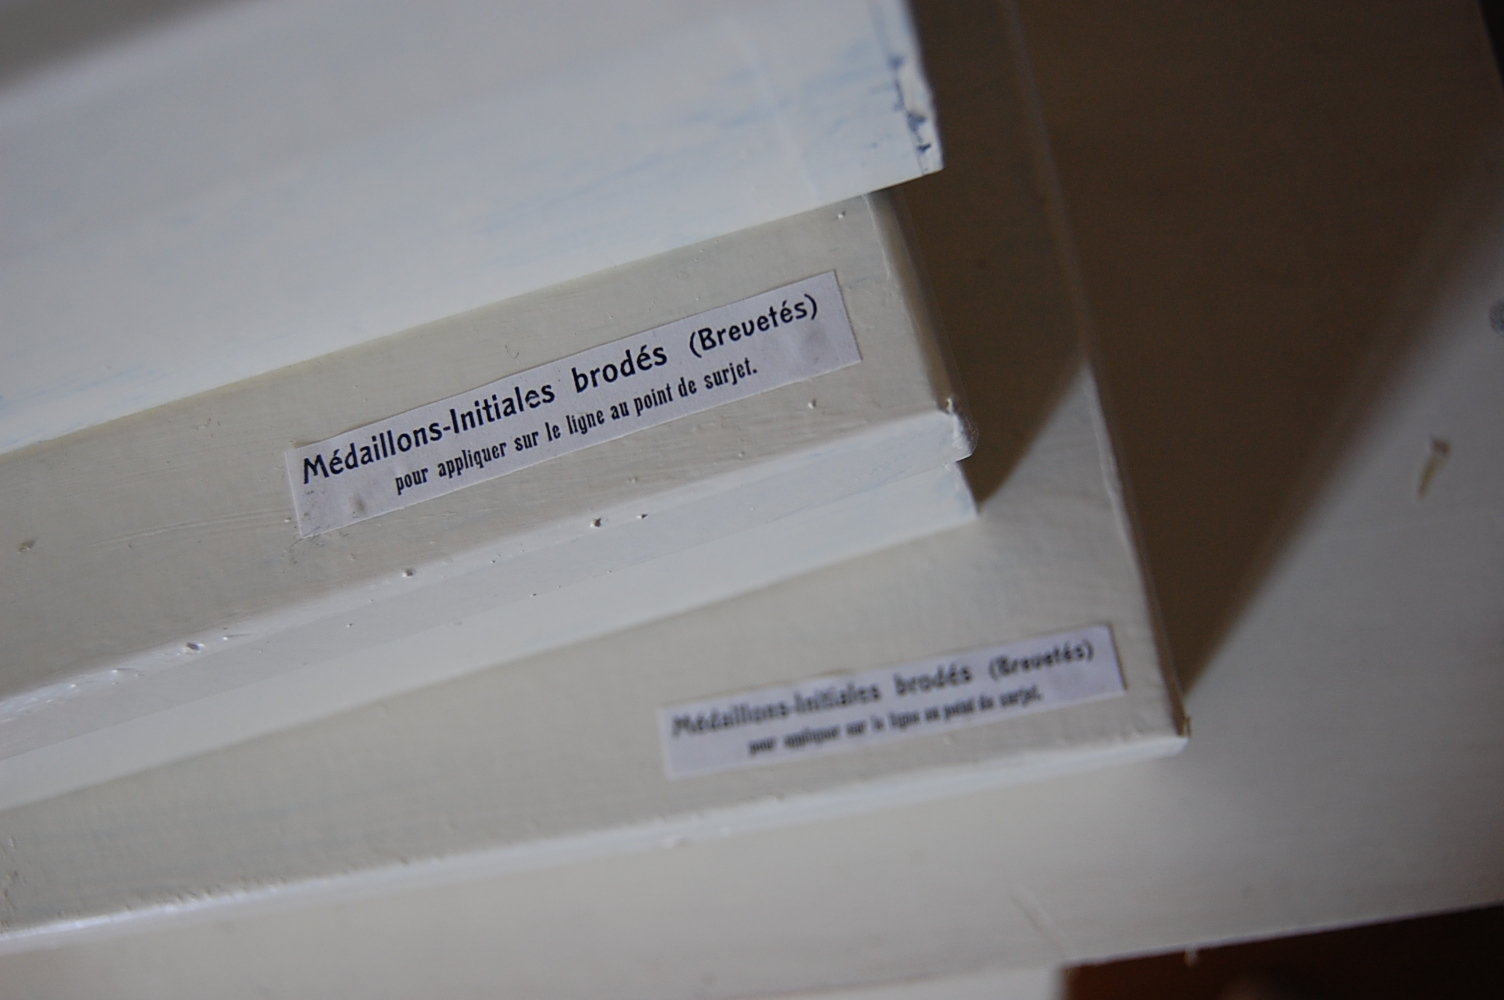 Médaillons-Initiales brodés (Brevetés)
pour appliquer sur le ligne au point de surjet.
Médaillons-Initiales brodés (Brevetés)
pour appliquer sur le ligne au point de surjet.